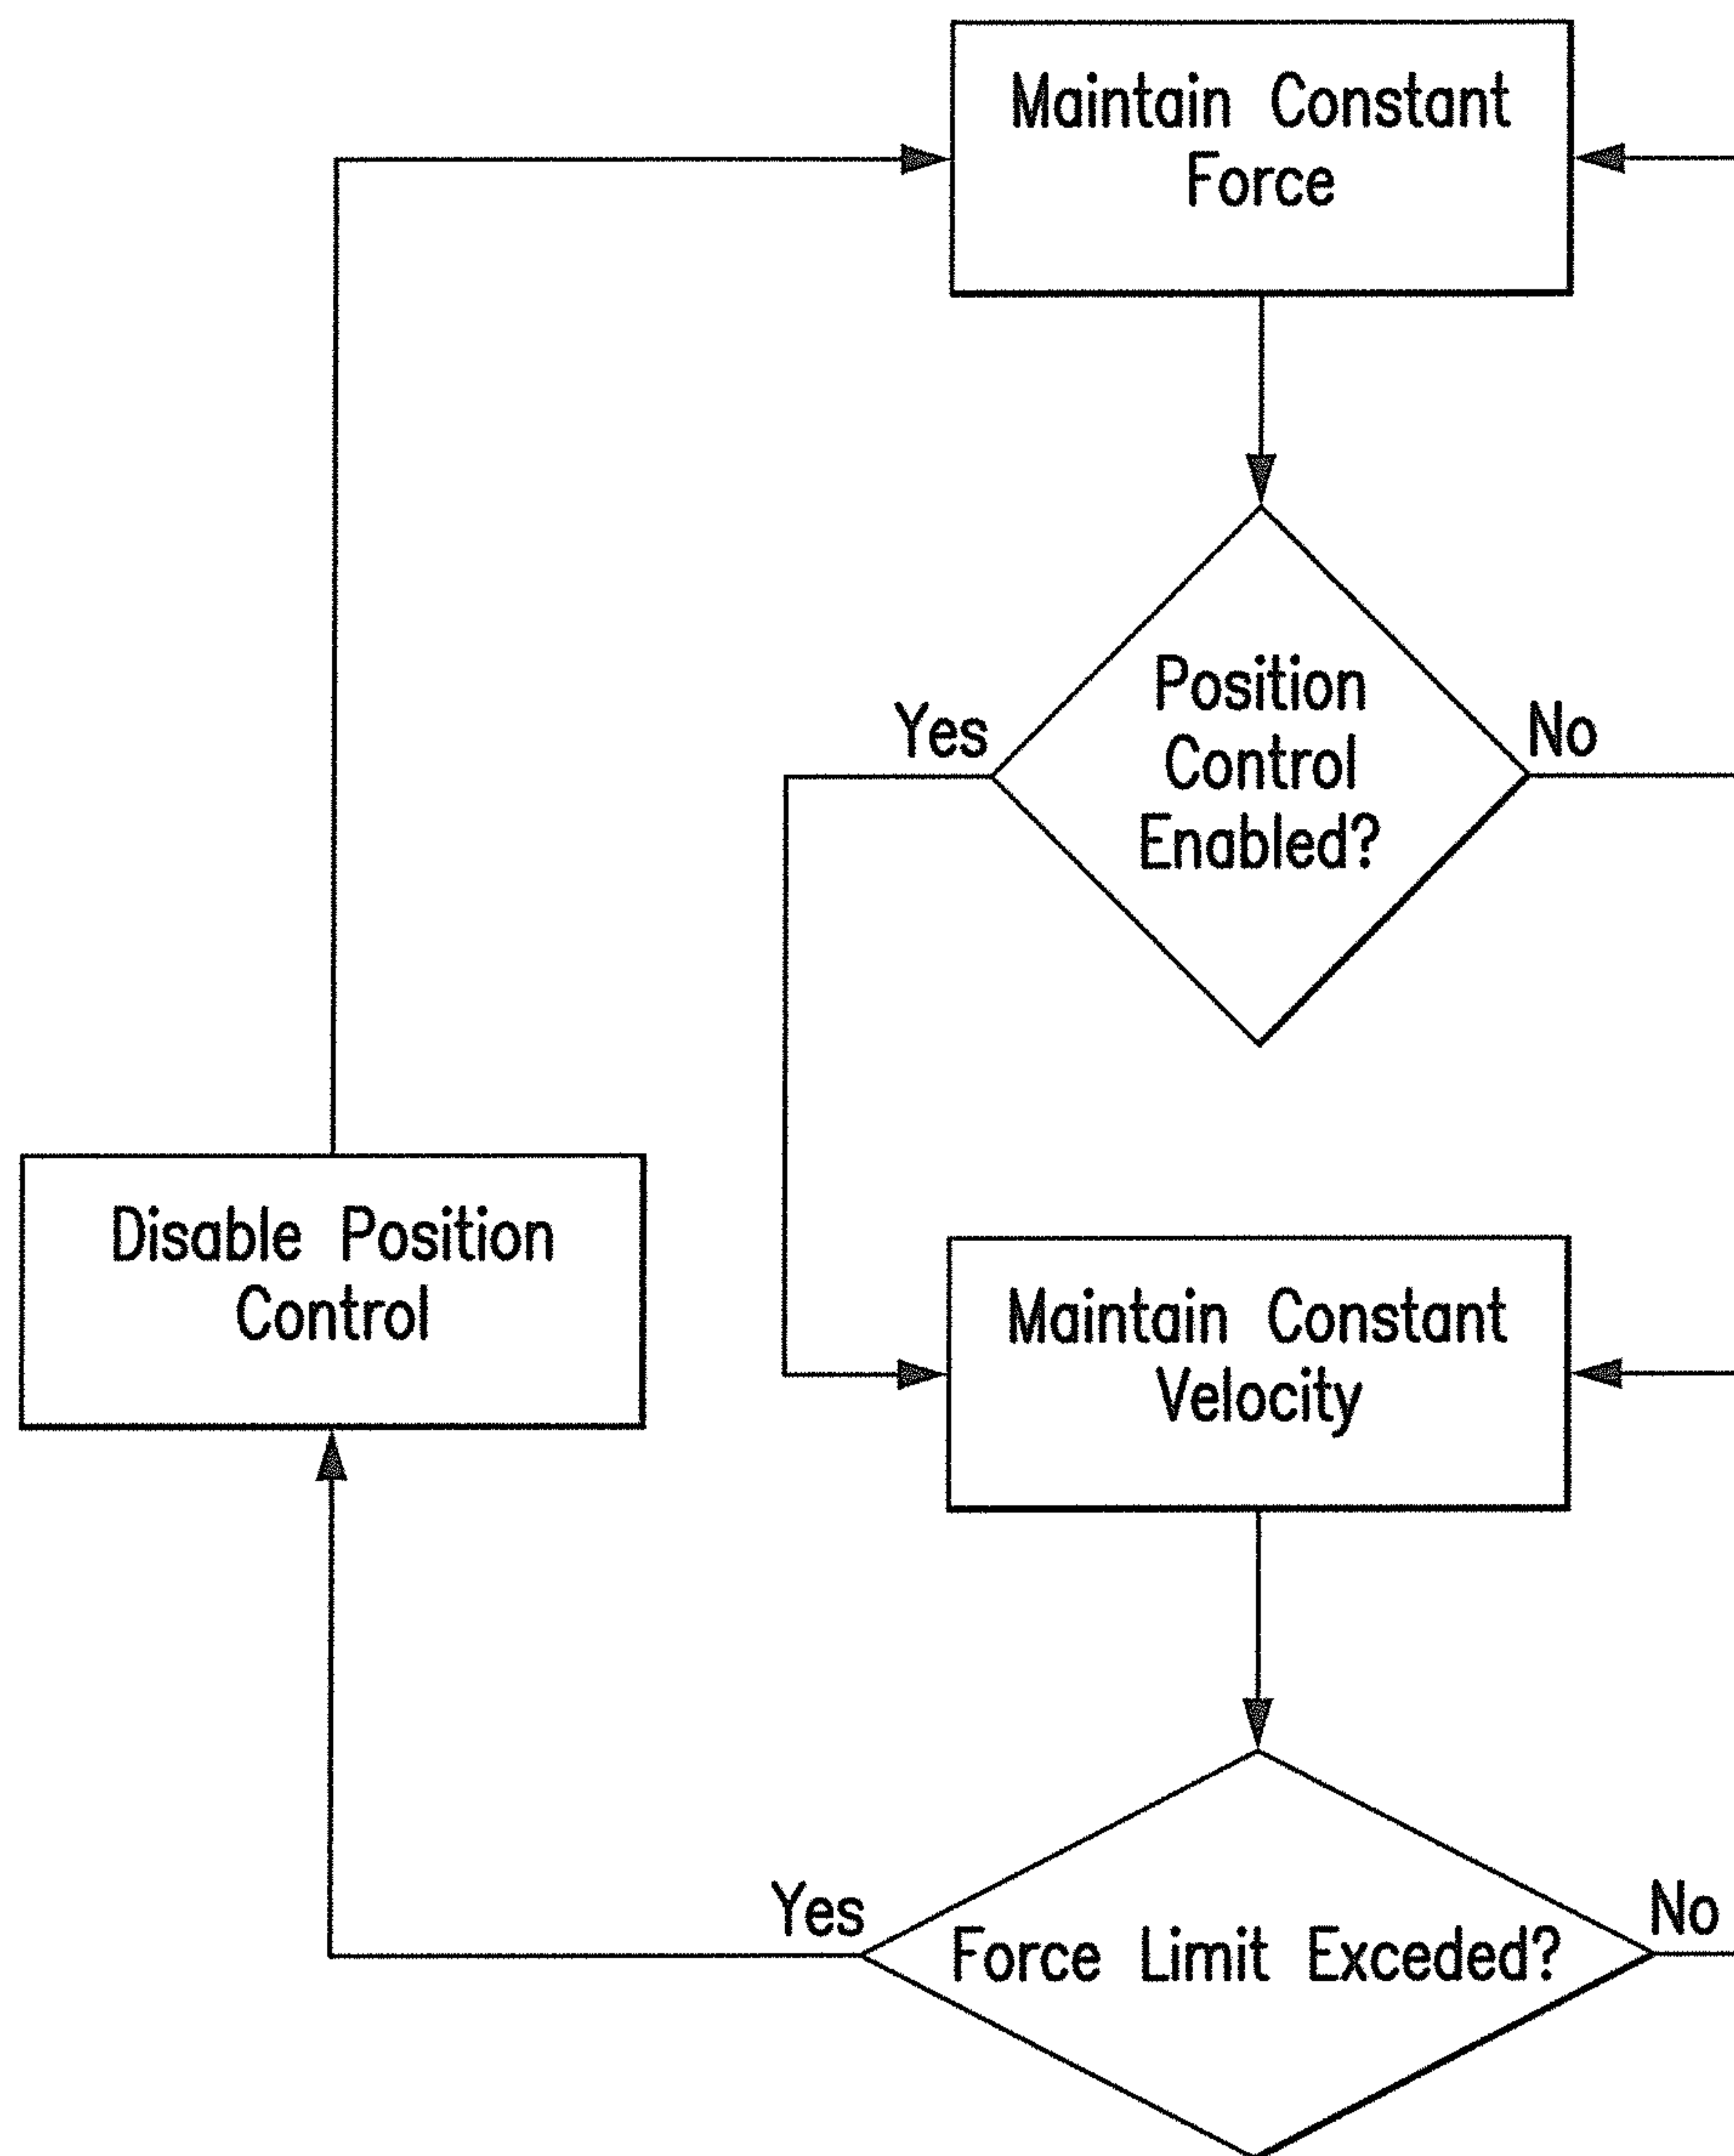 Maintain Constant
Force
Position
Control
Enabled?
Yes
No
Disable Position
Control
Maintain Constant
Velocity
Yes
No
Force Limit Exceded?